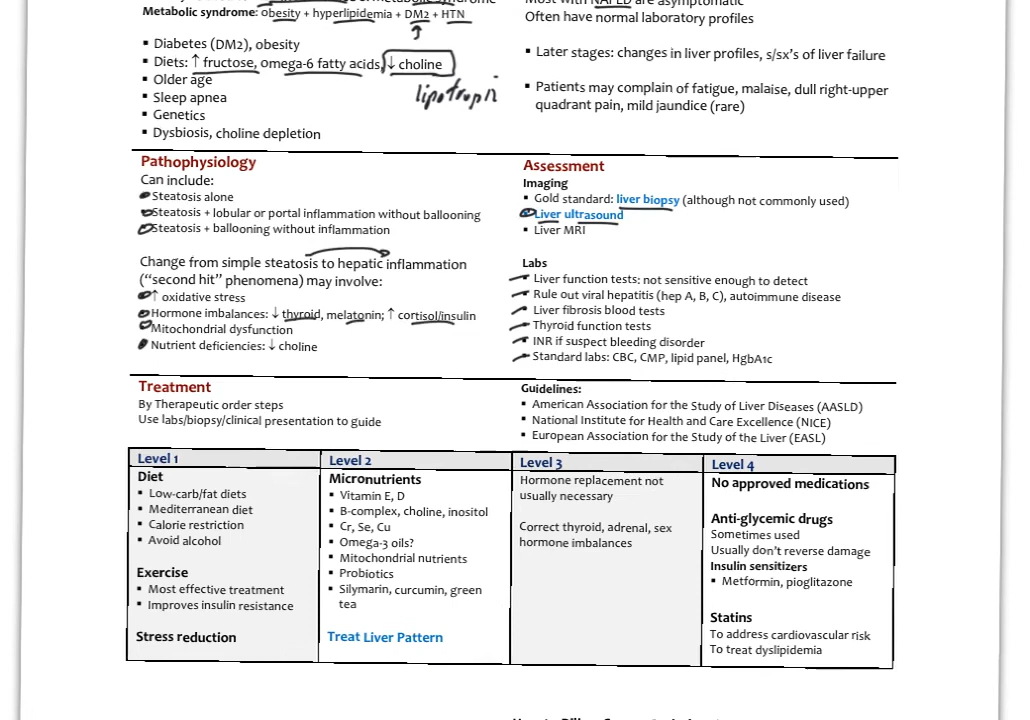 Metabolic syndrome: obesity + hyperlipidemia + DM2 + HTN
▪ Diabetes (DM2), obesity
▪ Diets: ↑ fructose, omega-6 fatty acids, ↓ choline
lipotropi
▪ Older age
▪ Sleep apnea
▪ Genetics
▪ Dysbiosis, choline depletion
Most with NAFLD are asymptomatic
Often have normal laboratory profiles
▪ Later stages: changes in liver profiles, s/sx's of liver failure
▪ Patients may complain of fatigue, malaise, dull right-upper
quadrant pain, mild jaundice (rare)
Pathophysiology
Can include:
Steatosis alone
Steatosis + lobular or portal inflammation without ballooning
Steatosis + ballooning without inflammation
Change from simple steatosis to hepatic inflammation
("second hit" phenomena) may involve:
↑ oxidative stress
Hormone imbalances: ↓ thyroid, melatonin; ↑ cortisol/insulin
Mitochondrial dysfunction
Nutrient deficiencies: ↓ choline
Assessment
Imaging
▪ Gold standard: liver biopsy (although not commonly used)
Liver ultrasound
▪ Liver MRI
Labs
Liver function tests: not sensitive enough to detect
Rule out viral hepatitis (hep A, B, C), autoimmune disease
Liver fibrosis blood tests
Thyroid function tests
INR if suspect bleeding disorder
Standard labs: CBC, CMP, lipid panel, HgbA1c
Treatment
By Therapeutic order steps
Use labs/biopsy/clinical presentation to guide
Guidelines:
▪ American Association for the Study of Liver Diseases (AASLD)
▪ National Institute for Health and Care Excellence (NICE)
▪ European Association for the Study of the Liver (EASL)
Level 1
Diet
▪ Low-carb/fat diets
▪ Mediterranean diet
▪ Calorie restriction
▪ Avoid alcohol
Exercise
▪ Most effective treatment
▪ Improves insulin resistance
Stress reduction
Level 2
Micronutrients
▪ Vitamin E, D
▪ B-complex, choline, inositol
▪ Cr, Se, Cu
▪ Omega-3 oils?
▪ Mitochondrial nutrients
▪ Probiotics
▪ Silymarin, curcumin, green
tea
Treat Liver Pattern
Level 3
Hormone replacement not
usually necessary
Correct thyroid, adrenal, sex
hormone imbalances
Level 4
No approved medications
Anti-glycemic drugs
Sometimes used
Usually don't reverse damage
Insulin sensitizers
▪ Metformin, pioglitazone
Statins
To address cardiovascular risk
To treat dyslipidemia